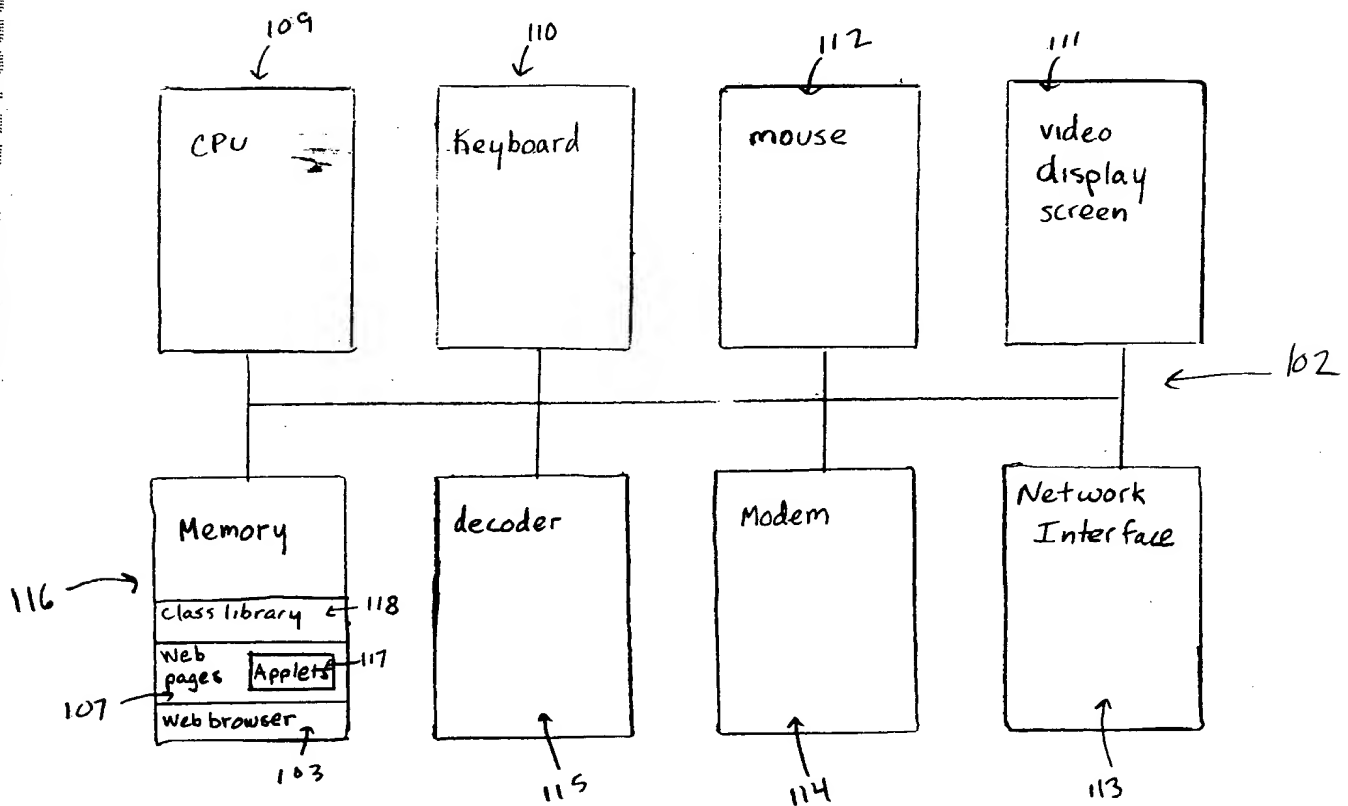 109
110
112
111
CPU
Keyboard
mouse
video
display
screen
102
Memory
decoder
Modem
Network
Interface
116
class library
118
Web
pages
Applets
117
107
Web browser
103
115
114
113